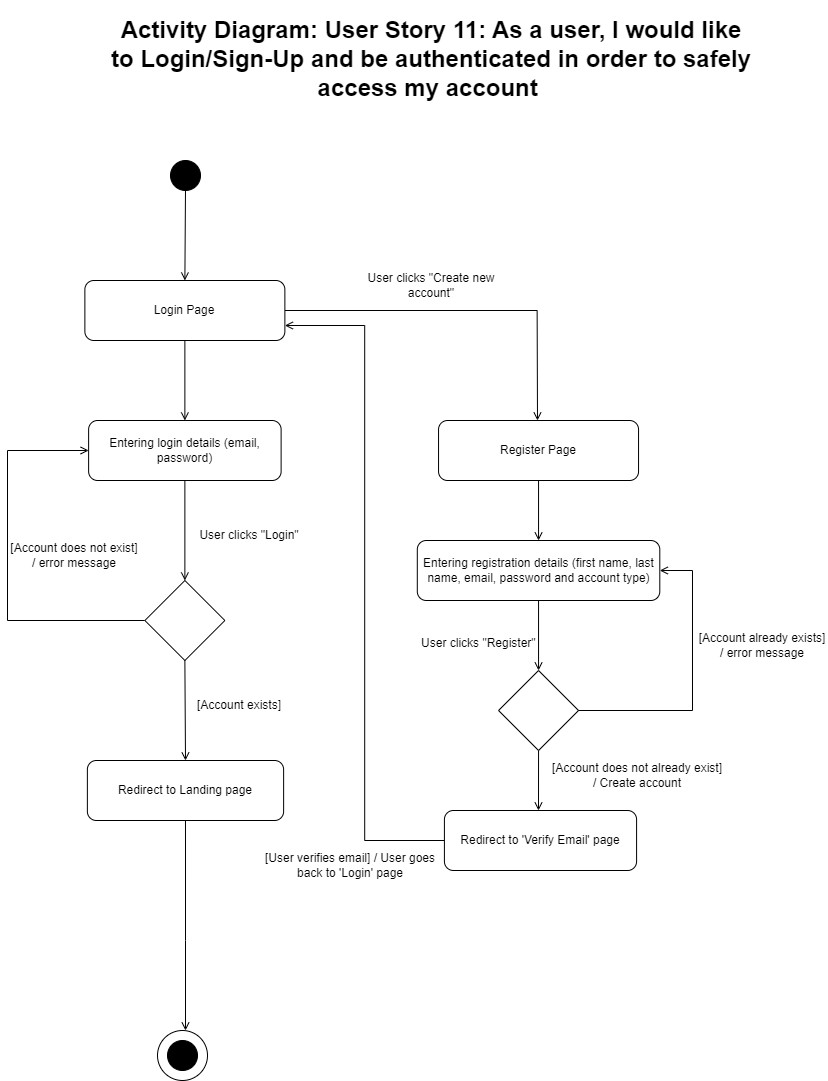 Activity Diagram: User Story 11: As a user, I would like
to Login/Sign-Up and be authenticated in order to safely
access my account
User clicks "Create new
account"
Login Page
Entering login details (email,
password)
Register Page
User clicks "Login"
[Account does not exist]
/ error message
Entering registration details (first name, last
name, email, password and account type)
User clicks "Register"
[Account already exists]
/ error message
[Account exists]
[Account does not already exist]
/ Create account
Redirect to Landing page
Redirect to 'Verify Email' page
[User verifies email] / User goes
back to 'Login' page